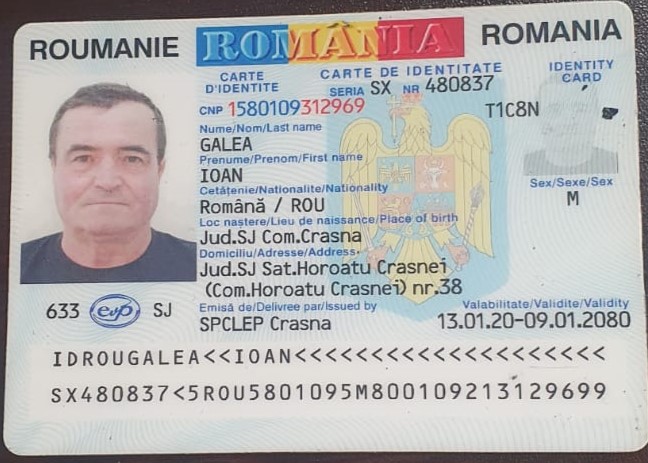 ROUMANIE ROMÂNIA ROMANIA
CARTE D'IDENTITE
CARTE DE IDENTITATE
IDENTITY CARD
SERIA SX NR 480837
CNP 1580109312969
T1C8N
Nume/Nom/Last name
GALEA
Prenume/Prenom/First name
IOAN
Cetăţenie/Nationalite/Nationality
Română / ROU
Sex/Sexe/Sex
M
Loc naştere/Lieu de naissance/Place of birth
Jud.SJ Com.Crasna
Domiciliu/Adresse/Address
Jud.SJ Sat.Horoatu Crasnei
(Com.Horoatu Crasnei) nr.38
Emisă de/Delivree par/Issued by
SPCLEP Crasna
Valabilitate/Validite/Validity
13.01.20-09.01.2080
633 SJ
IDROUGALEA<<IOAN<<<<<<<<<<<<<<<<<<<<
SX480837<5ROU5801095M800109213129699